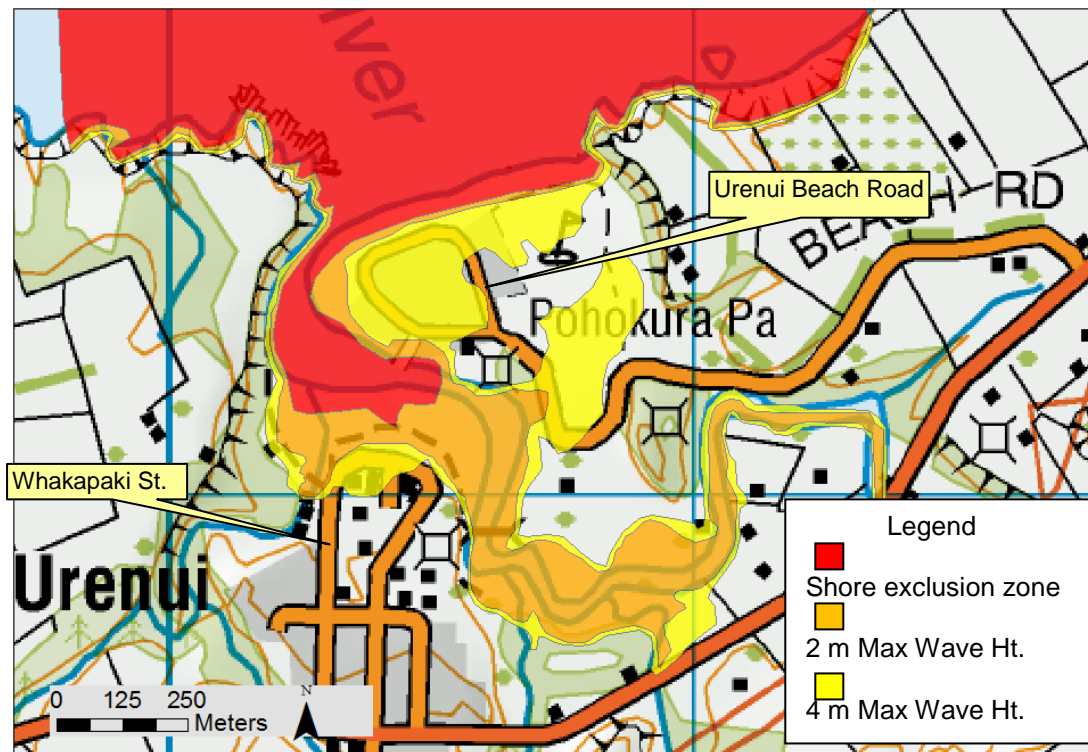 River
Urenui Beach Road
BEACH RD
Pohokura Pa
Whakapaki St.
Urenui
Legend
Shore exclusion zone
2 m Max Wave Ht.
4 m Max Wave Ht.
0 125 250
Meters
N